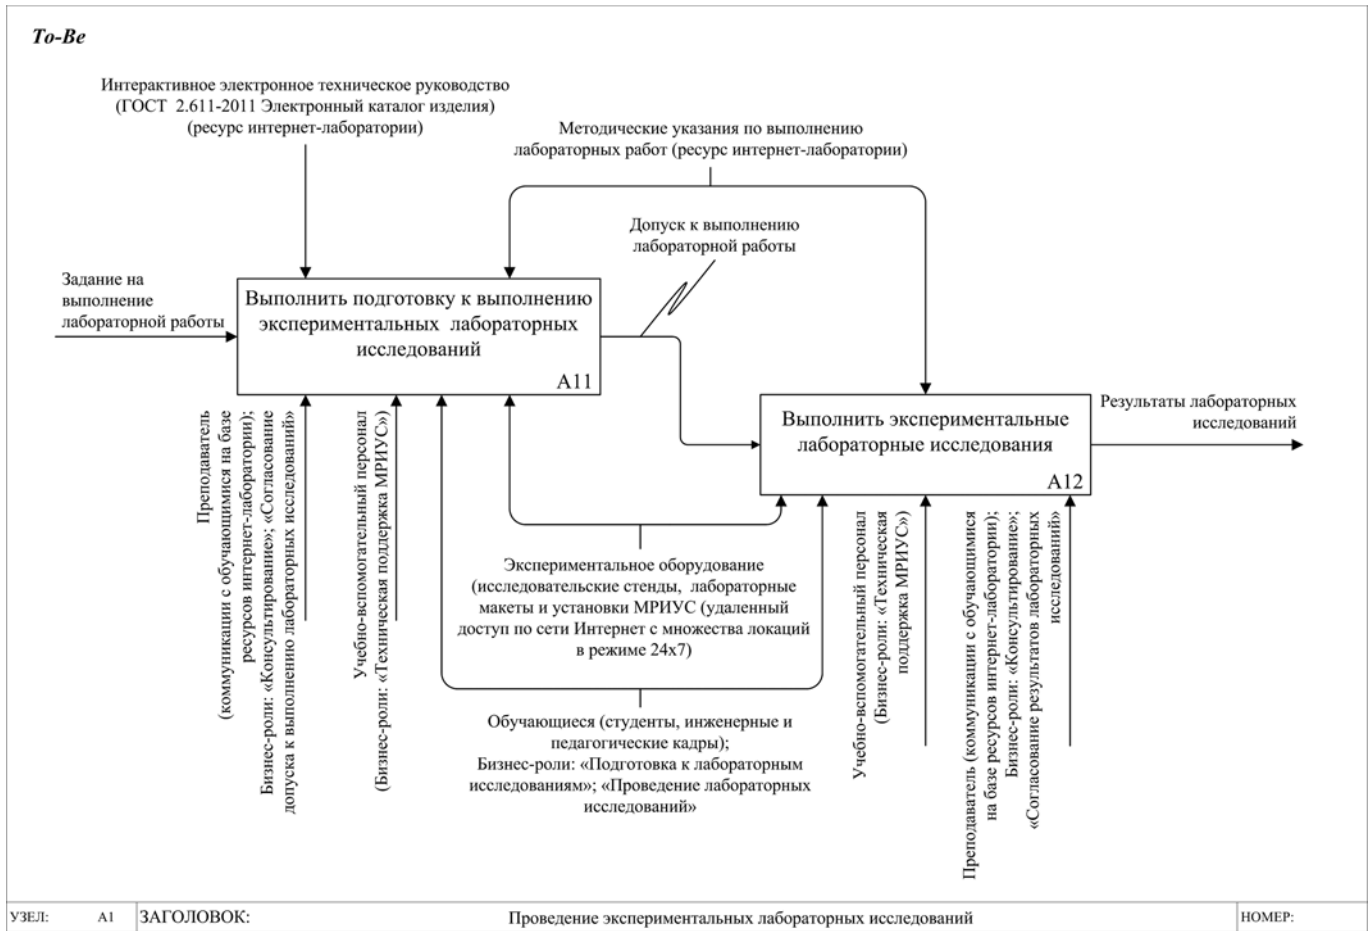 To-Be
Интерактивное электронное техническое руководство
(ГОСТ 2.611-2011 Электронный каталог изделия)
(ресурс интернет-лаборатории)
Методические указания по выполнению
лабораторных работ (ресурс интернет-лаборатории)
Допуск к выполнению
лабораторной работы
Задание на
выполнение
лабораторной работы
Выполнить подготовку к выполнению
экспериментальных лабораторных
исследований
А11
Выполнить экспериментальные
лабораторные исследования
А12
Результаты лабораторных
исследований
Преподаватель
(коммуникации с обучающимися на базе
ресурсов интернет-лаборатории);
Бизнес-роли: «Консультирование»; «Согласование
допуска к выполнению лабораторных исследований»
Учебно-вспомогательный персонал
(Бизнес-роли: «Техническая поддержка МРИУС»)
Экспериментальное оборудование
(исследовательские стенды, лабораторные
макеты и установки МРИУС (удаленный
доступ по сети Интернет с множества локаций
в режиме 24х7)
Обучающиеся (студенты, инженерные и
педагогические кадры);
Бизнес-роли: «Подготовка к лабораторным
исследованиям»; «Проведение лабораторных
исследований»
Учебно-вспомогательный персонал
(Бизнес-роли: «Техническая
поддержка МРИУС»)
Преподаватель (коммуникации с обучающимися
на базе ресурсов интернет-лаборатории);
Бизнес-роли: «Консультирование»;
«Согласование результатов лабораторных
исследований»
УЗЕЛ: А1 ЗАГОЛОВОК: Проведение экспериментальных лабораторных исследований НОМЕР: